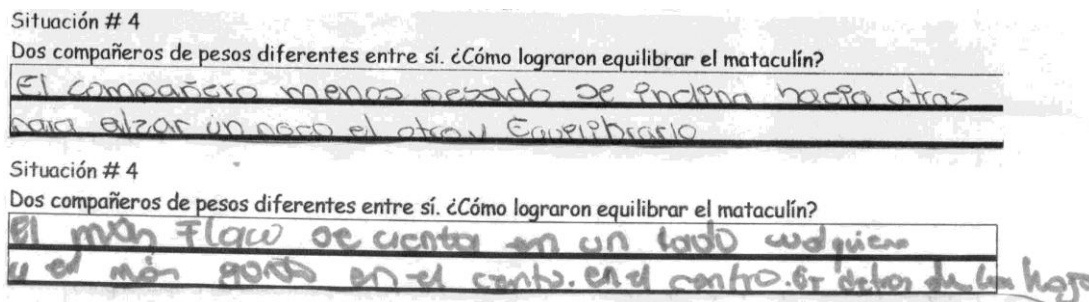 Situación # 4
Dos compañeros de pesos diferentes entre sí. ¿Cómo lograron equilibrar el mataculín?
El compañero menos pesado se inclina hacia atras
para alzar un poco el otro y Equelibrarlo
Situación # 4
Dos compañeros de pesos diferentes entre sí. ¿Cómo lograron equilibrar el mataculín?
El más Flaco se cienta en un lado cualquiera
y el más gordo en el cento. en el centro.